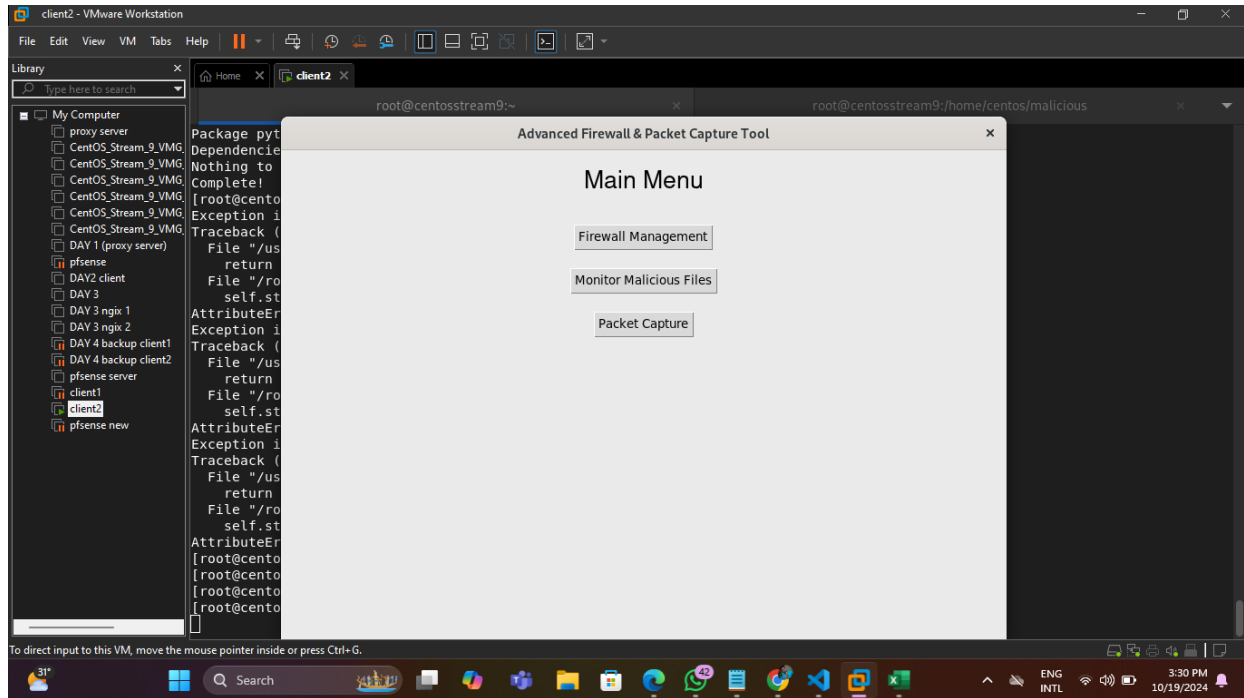 client2 - VMware Workstation
File Edit View VM Tabs Help
Library
Type here to search
My Computer
proxy server
CentOS_Stream_9_VMG_
CentOS_Stream_9_VMG_
CentOS_Stream_9_VMG_
CentOS_Stream_9_VMG_
CentOS_Stream_9_VMG_
CentOS_Stream_9_VMG_
DAY 1 (proxy server)
pfsense
DAY2 client
DAY 3
DAY 3 ngix 1
DAY 3 ngix 2
DAY 4 backup client1
DAY 4 backup client2
pfsense server
client1
client2
pfsense new
Home
client2
root@centosstream9:~
root@centosstream9:/home/centos/malicious
Package pyt
Dependencie
Nothing to
Complete!
[root@cento
Exception i
Traceback (
File "/us
return
File "/ro
self.st
AttributeEr
Exception i
Traceback (
File "/us
return
File "/ro
self.st
AttributeEr
Exception i
Traceback (
File "/us
return
File "/ro
self.st
AttributeEr
[root@cento
[root@cento
[root@cento
[root@cento
Advanced Firewall & Packet Capture Tool
Main Menu
Firewall Management
Monitor Malicious Files
Packet Capture
To direct input to this VM, move the mouse pointer inside or press Ctrl+G.
31°
Search
42
ENG
INTL
3:30 PM
10/19/2024